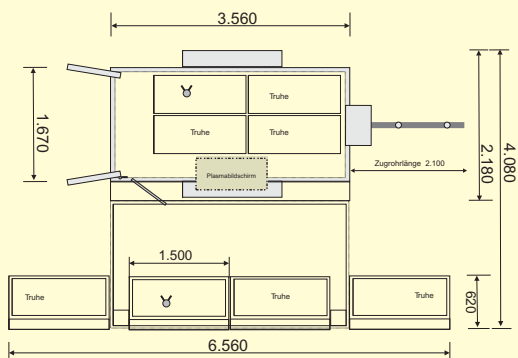 3.560
Truhe
Truhe
Truhe
1.670
Plasmabildschirm
Zugrohrlänge 2.100
2.180
4.080
1.500
Truhe
Truhe
Truhe
620
6.560